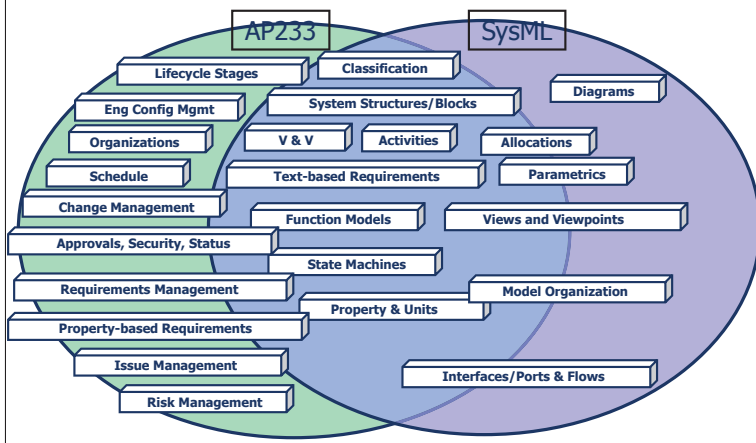 AP233
SysML
Lifecycle Stages
Classification
Diagrams
Eng Config Mgmt
System Structures/Blocks
Organizations
V & V
Activities
Allocations
Schedule
Text-based Requirements
Parametrics
Change Management
Function Models
Views and Viewpoints
Approvals, Security, Status
State Machines
Requirements Management
Model Organization
Property-based Requirements
Property & Units
Issue Management
Interfaces/Ports & Flows
Risk Management